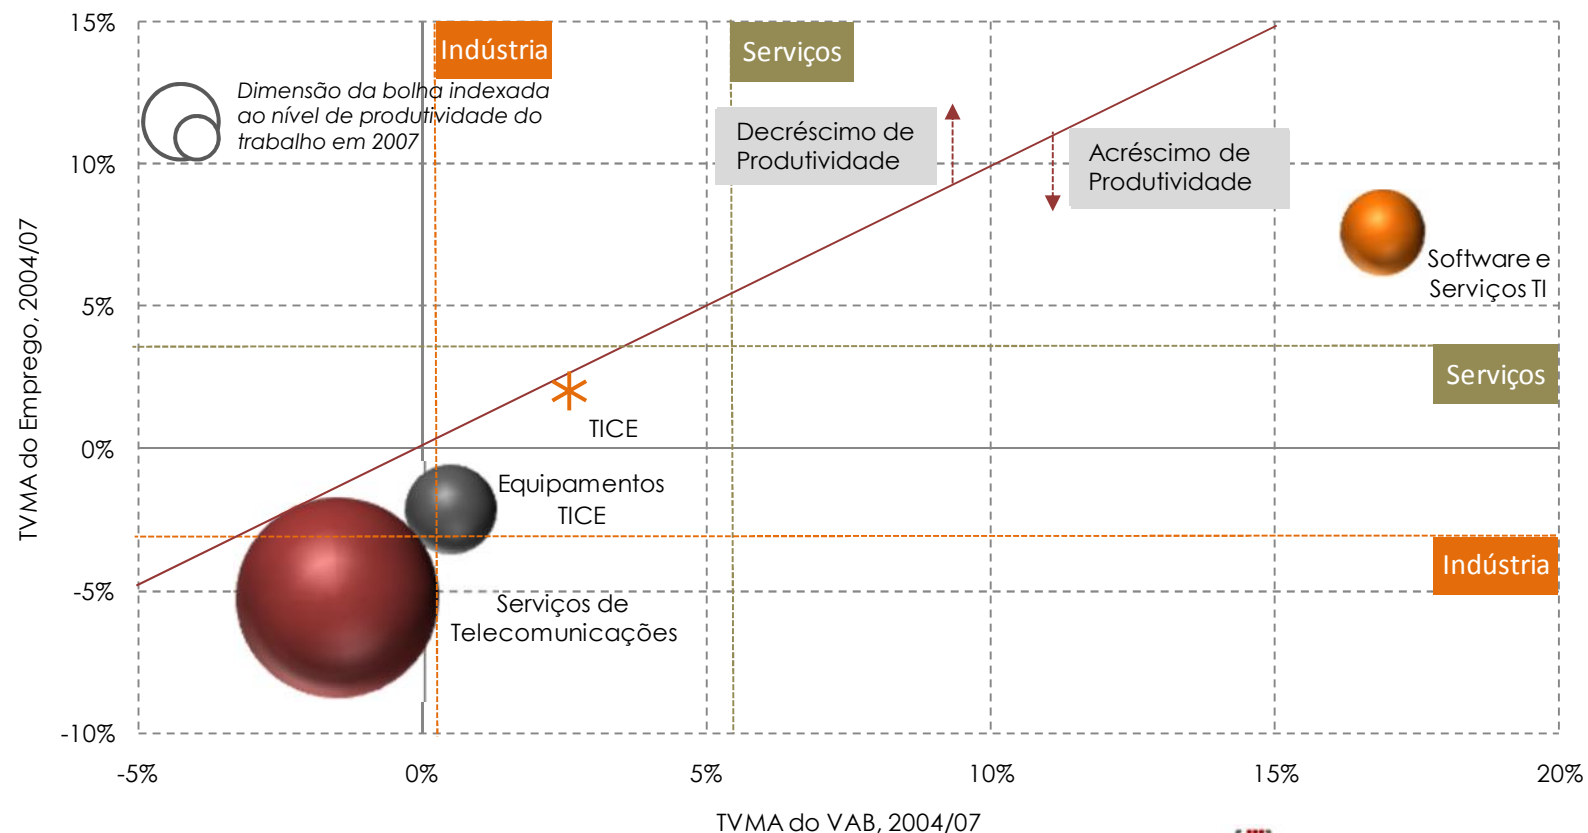 15%
Indústria
Serviços
Dimensão da bolha indexada
ao nível de produtividade do
trabalho em 2007
Decréscimo de
Produtividade
Acréscimo de
Produtividade
10%
Software e
Serviços TI
5%
Serviços
TICE
0%
Equipamentos
TICE
Indústria
-5%
Serviços de
Telecomunicações
-10%
TVMA do Emprego, 2004/07
-5%
0%
5%
10%
15%
20%
TVMA do VAB, 2004/07